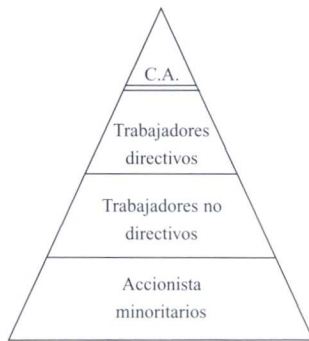 C.A.
Trabajadores
directivos
Trabajadores no
directivos
Accionista
minoritarios